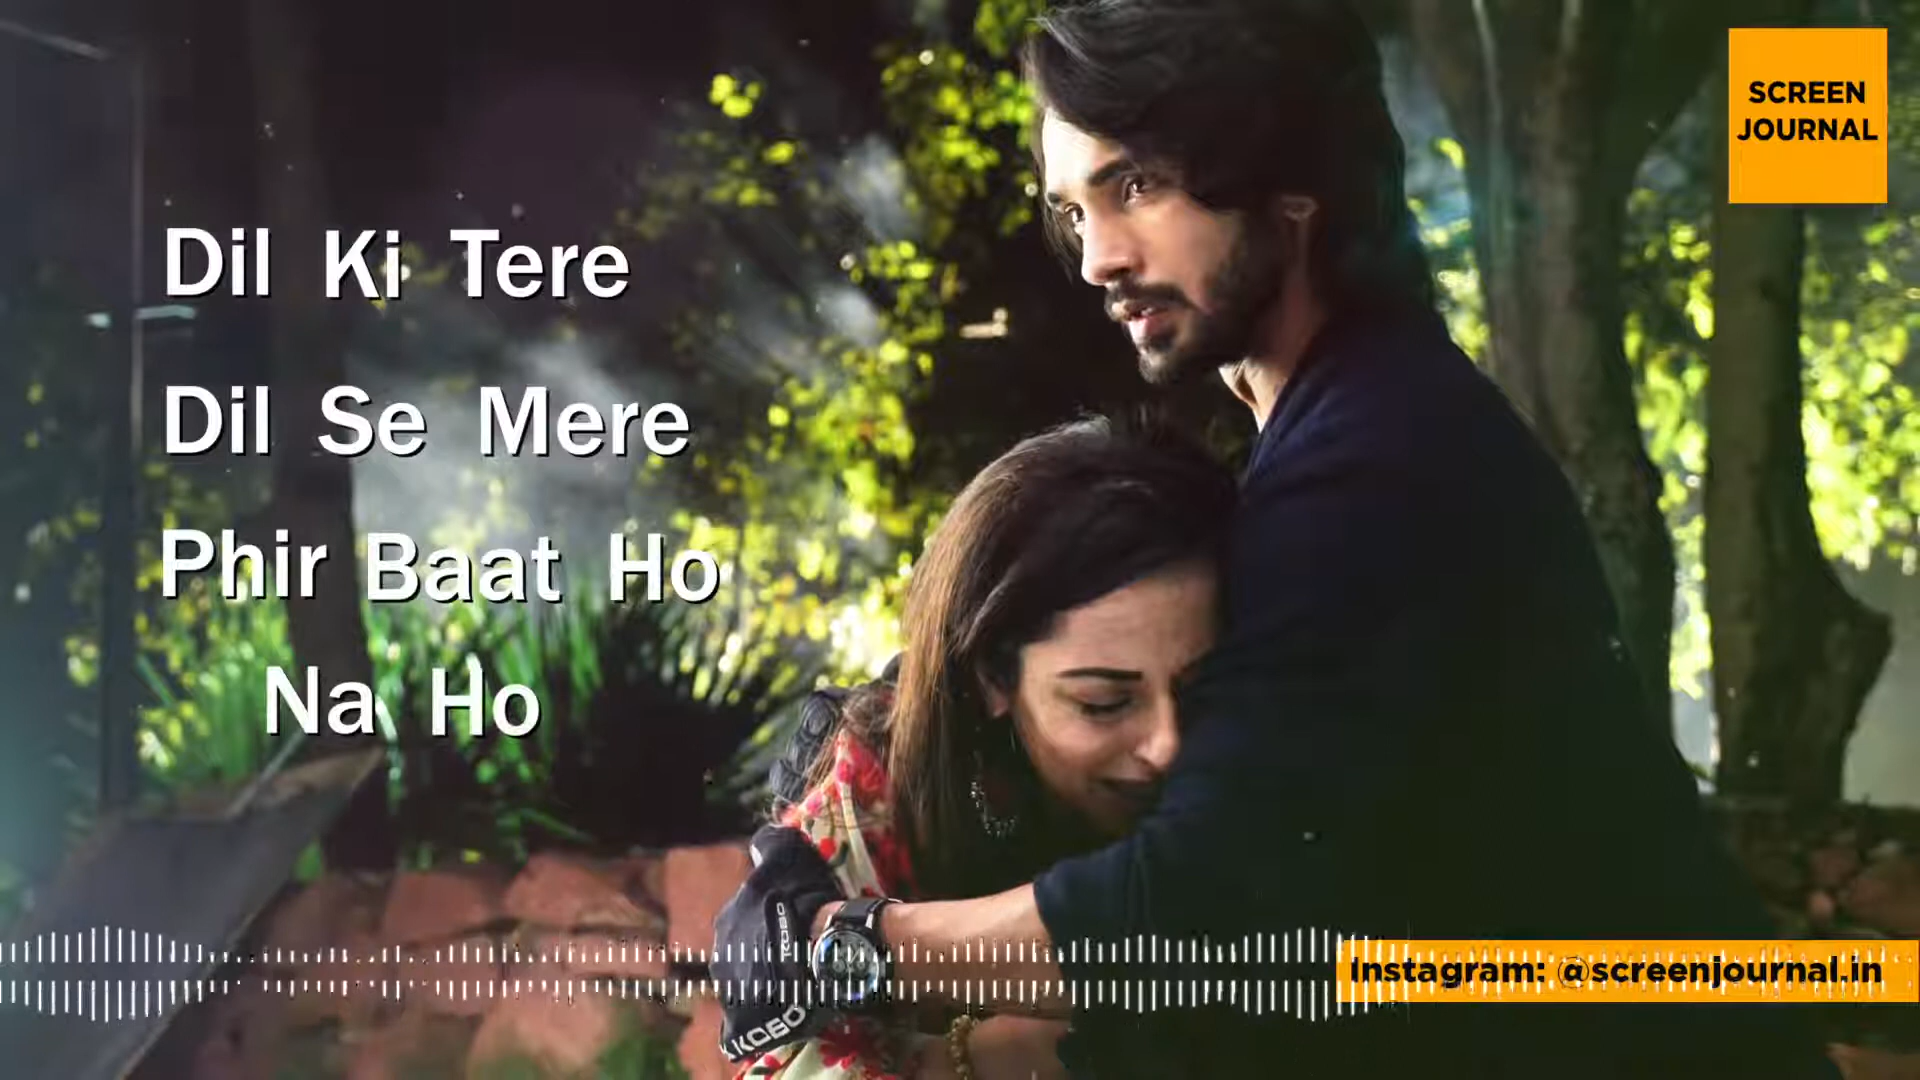 SCREEN
JOURNAL
Dil Ki Tere
Dil Se Mere
Phir Baat Ho
Na Ho
KOBO
KOBO
Instagram: @screenjournal.in